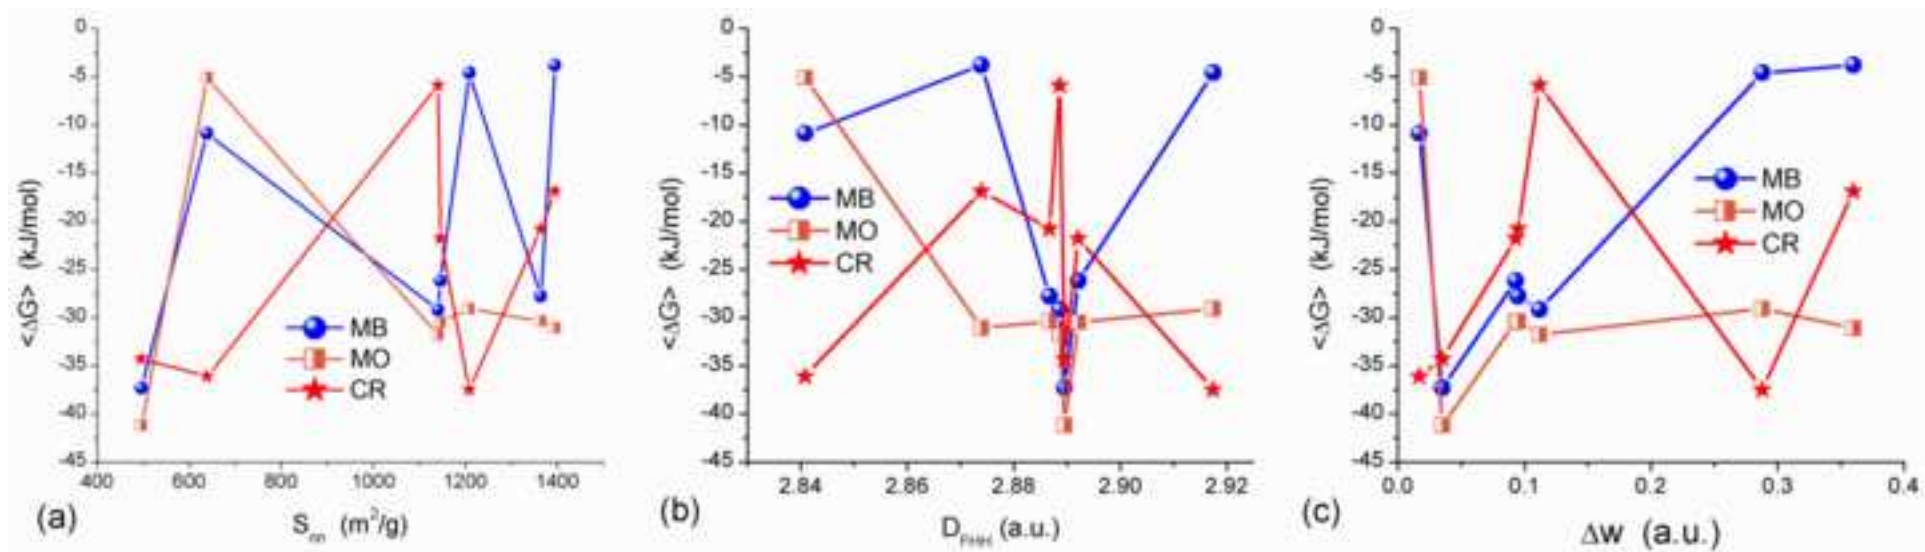 0
-5
-10
-15
-20
-25
-30
-35
-40
-45
<ΔG> (kJ/mol)
MB
MO
CR
400 600 800 1000 1200 1400
(a)
(m²/g)
0
-5
-10
-15
-20
-25
-30
-35
-40
-45
<ΔG> (kJ/mol)
MB
MO
CR
2.84 2.86 2.88 2.90 2.92
(b)
D_FHH (a.u.)
0
-5
-10
-15
-20
-25
-30
-35
-40
-45
<ΔG> (kJ/mol)
MB
MO
CR
0.0 0.1 0.2 0.3 0.4
(c)
Δw (a.u.)